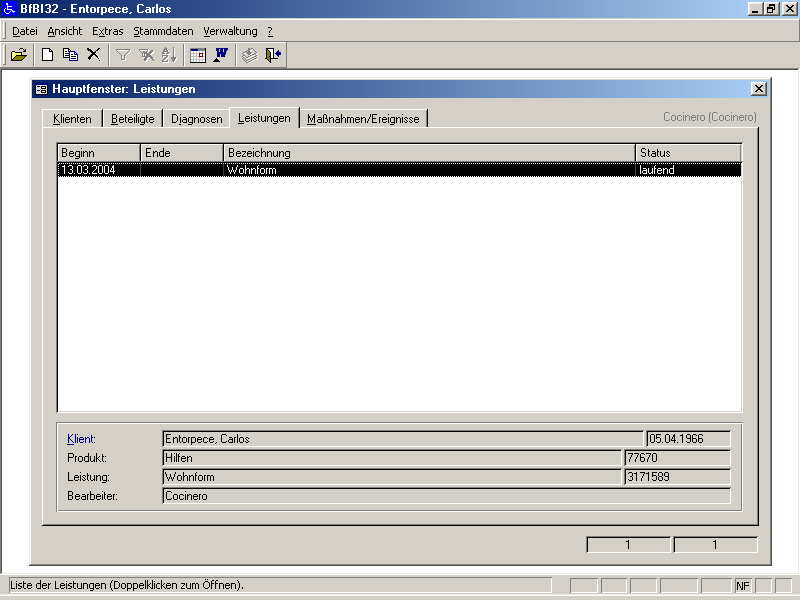 BfBI32 - Entorpece, Carlos
Datei Ansicht Extras Stammdaten Verwaltung ?
Hauptfenster: Leistungen
Klienten Beteiligte Diagnosen Leistungen Maßnahmen/Ereignisse Cocinero (Cocinero)
Beginn Ende Bezeichnung Status
13.03.2004 Wohnform laufend
Klient: Entorpece, Carlos 05.04.1966
Produkt: Hilfen 77670
Leistung: Wohnform 3171589
Bearbeiter: Cocinero
1 1
Liste der Leistungen (Doppelklicken zum Öffnen). NF